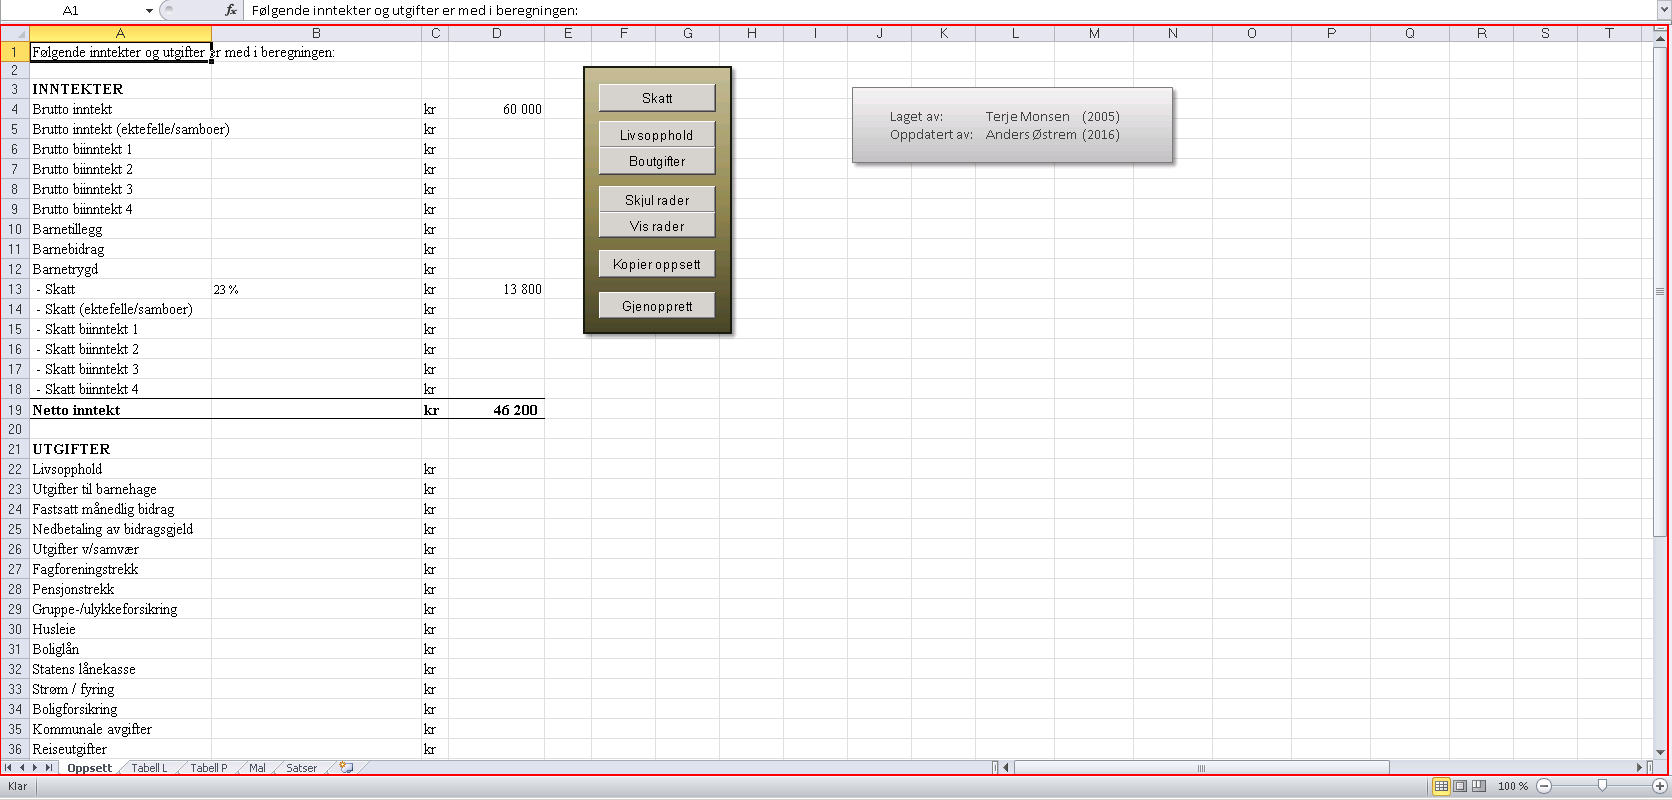 A1 fx Følgende inntekter og utgifter er med i beregningen:
A B C D E F G H I J K L M N O P Q R S T
1 Følgende inntekter og utgifter er med i beregningen:
2
3 INNTEKTER
4 Brutto inntekt kr 60 000
5 Brutto inntekt (ektefelle/samboer) kr
6 Brutto biinntekt 1 kr
7 Brutto biinntekt 2 kr
8 Brutto biinntekt 3 kr
9 Brutto biinntekt 4 kr
10 Barnetillegg kr
11 Barnebidrag kr
12 Barnetrygd kr
13 - Skatt 23 % kr 13 800
14 - Skatt (ektefelle/samboer) kr
15 - Skatt biinntekt 1 kr
16 - Skatt biinntekt 2 kr
17 - Skatt biinntekt 3 kr
18 - Skatt biinntekt 4 kr
19 Netto inntekt kr 46 200
20
21 UTGIFTER
22 Livsopphold kr
23 Utgifter til barnehage kr
24 Fastsatt månedlig bidrag kr
25 Nedbetaling av bidragsgjeld kr
26 Utgifter v/samvær kr
27 Fagforeningstrekk kr
28 Pensjonstrekk kr
29 Gruppe-/ulykkeforsikring kr
30 Husleie kr
31 Boliglån kr
32 Statens lånekasse kr
33 Strøm / fyring kr
34 Boligforsikring kr
35 Kommunale avgifter kr
36 Reiseutgifter kr
Skatt
Livsopphold
Boutgifter
Skjul rader
Vis rader
Kopier oppsett
Gjenopprett
Laget av: Terje Monsen (2005)
Oppdatert av: Anders Østrem (2016)
Oppsett Tabell L Tabell P Mal Satser
Klar 100 %